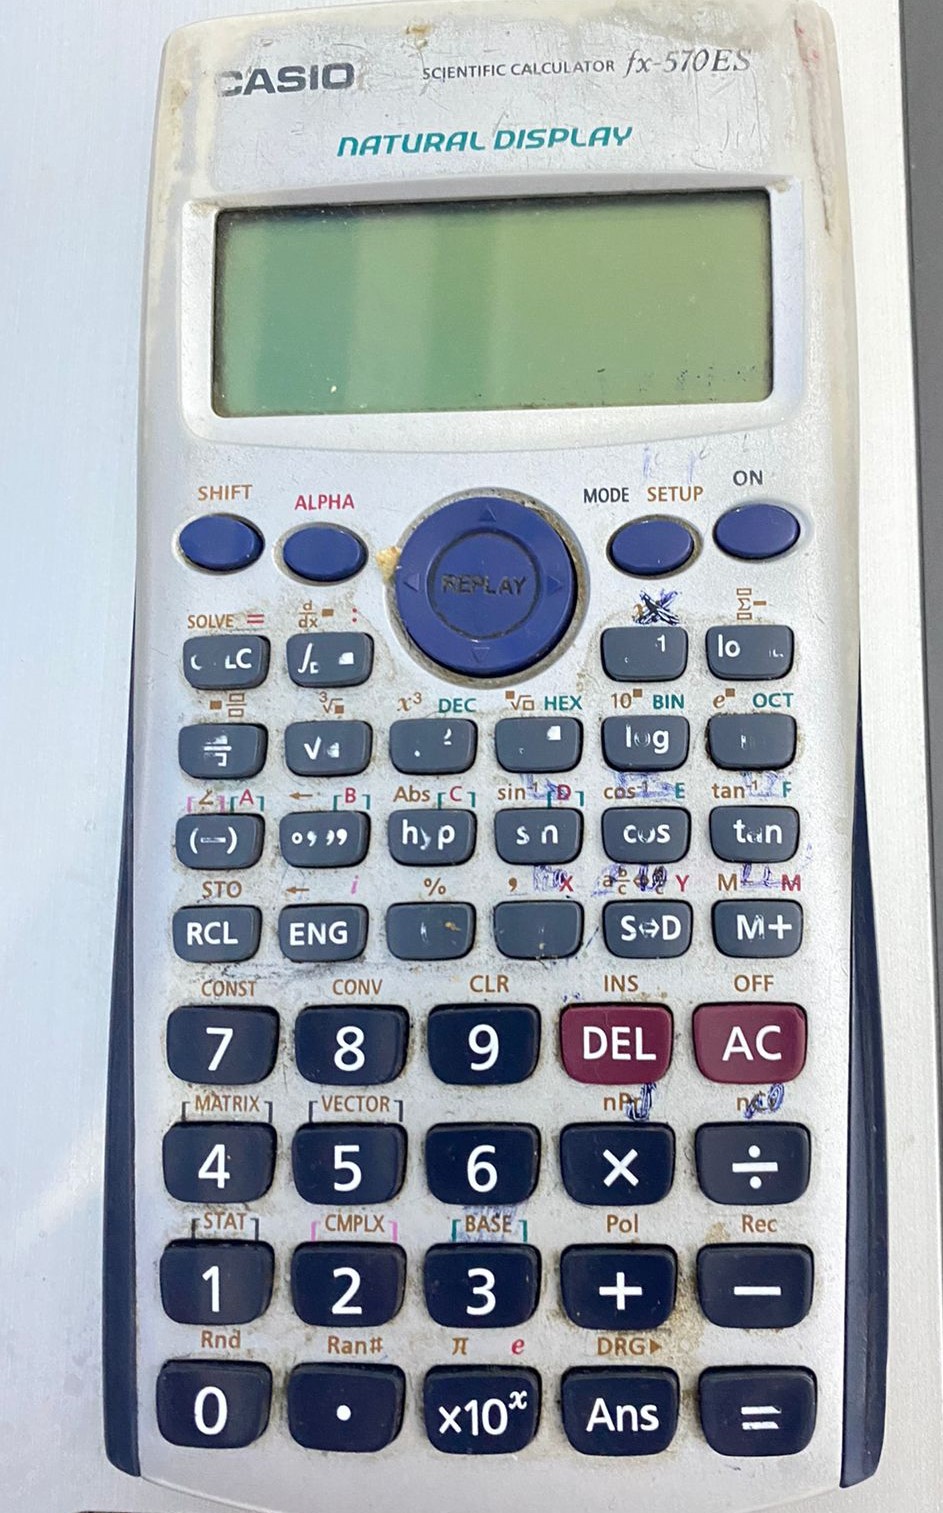 CASIO SCIENTIFIC CALCULATOR fx-570ES
NATURAL DISPLAY
SHIFT ALPHA MODE SETUP ON
REPLAY
SOLVE = d/dx :
Σ
x³ DEC HEX 10 BIN e OCT
log
∠ A ← B Abs C sin⁻¹ D cos⁻¹ E tan⁻¹ F
(−) hyp cos tan
STO ← i % , X Y M M
RCL ENG S⇔D M+
CONST CONV CLR INS OFF
7 8 9 DEL AC
MATRIX VECTOR
4 5 6 × ÷
STAT CMPLX BASE Pol Rec
1 2 3 + −
Rnd Ran# π e DRG▶
0 . ×10ˣ Ans =